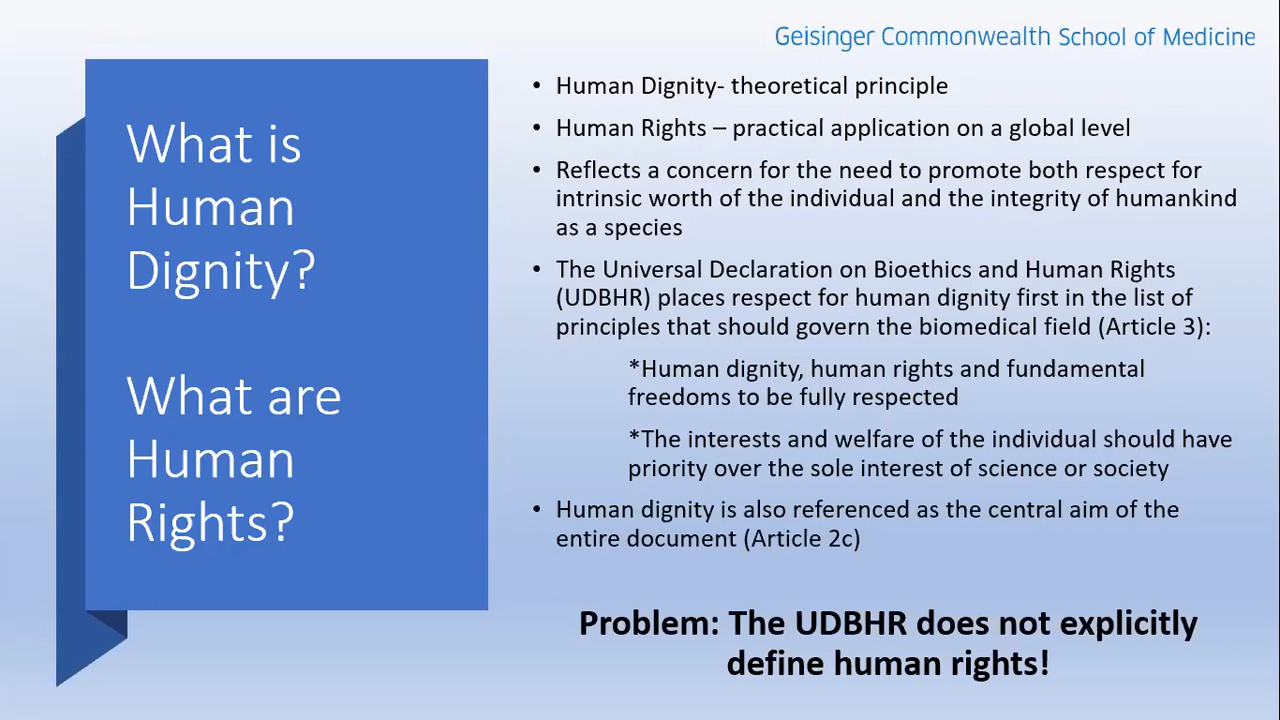 Geisinger Commonwealth School of Medicine
What is
Human
Dignity?
What are
Human
Rights?
• Human Dignity- theoretical principle
• Human Rights – practical application on a global level
• Reflects a concern for the need to promote both respect for
intrinsic worth of the individual and the integrity of humankind
as a species
• The Universal Declaration on Bioethics and Human Rights
(UDBHR) places respect for human dignity first in the list of
principles that should govern the biomedical field (Article 3):
*Human dignity, human rights and fundamental
freedoms to be fully respected
*The interests and welfare of the individual should have
priority over the sole interest of science or society
• Human dignity is also referenced as the central aim of the
entire document (Article 2c)
Problem: The UDBHR does not explicitly
define human rights!